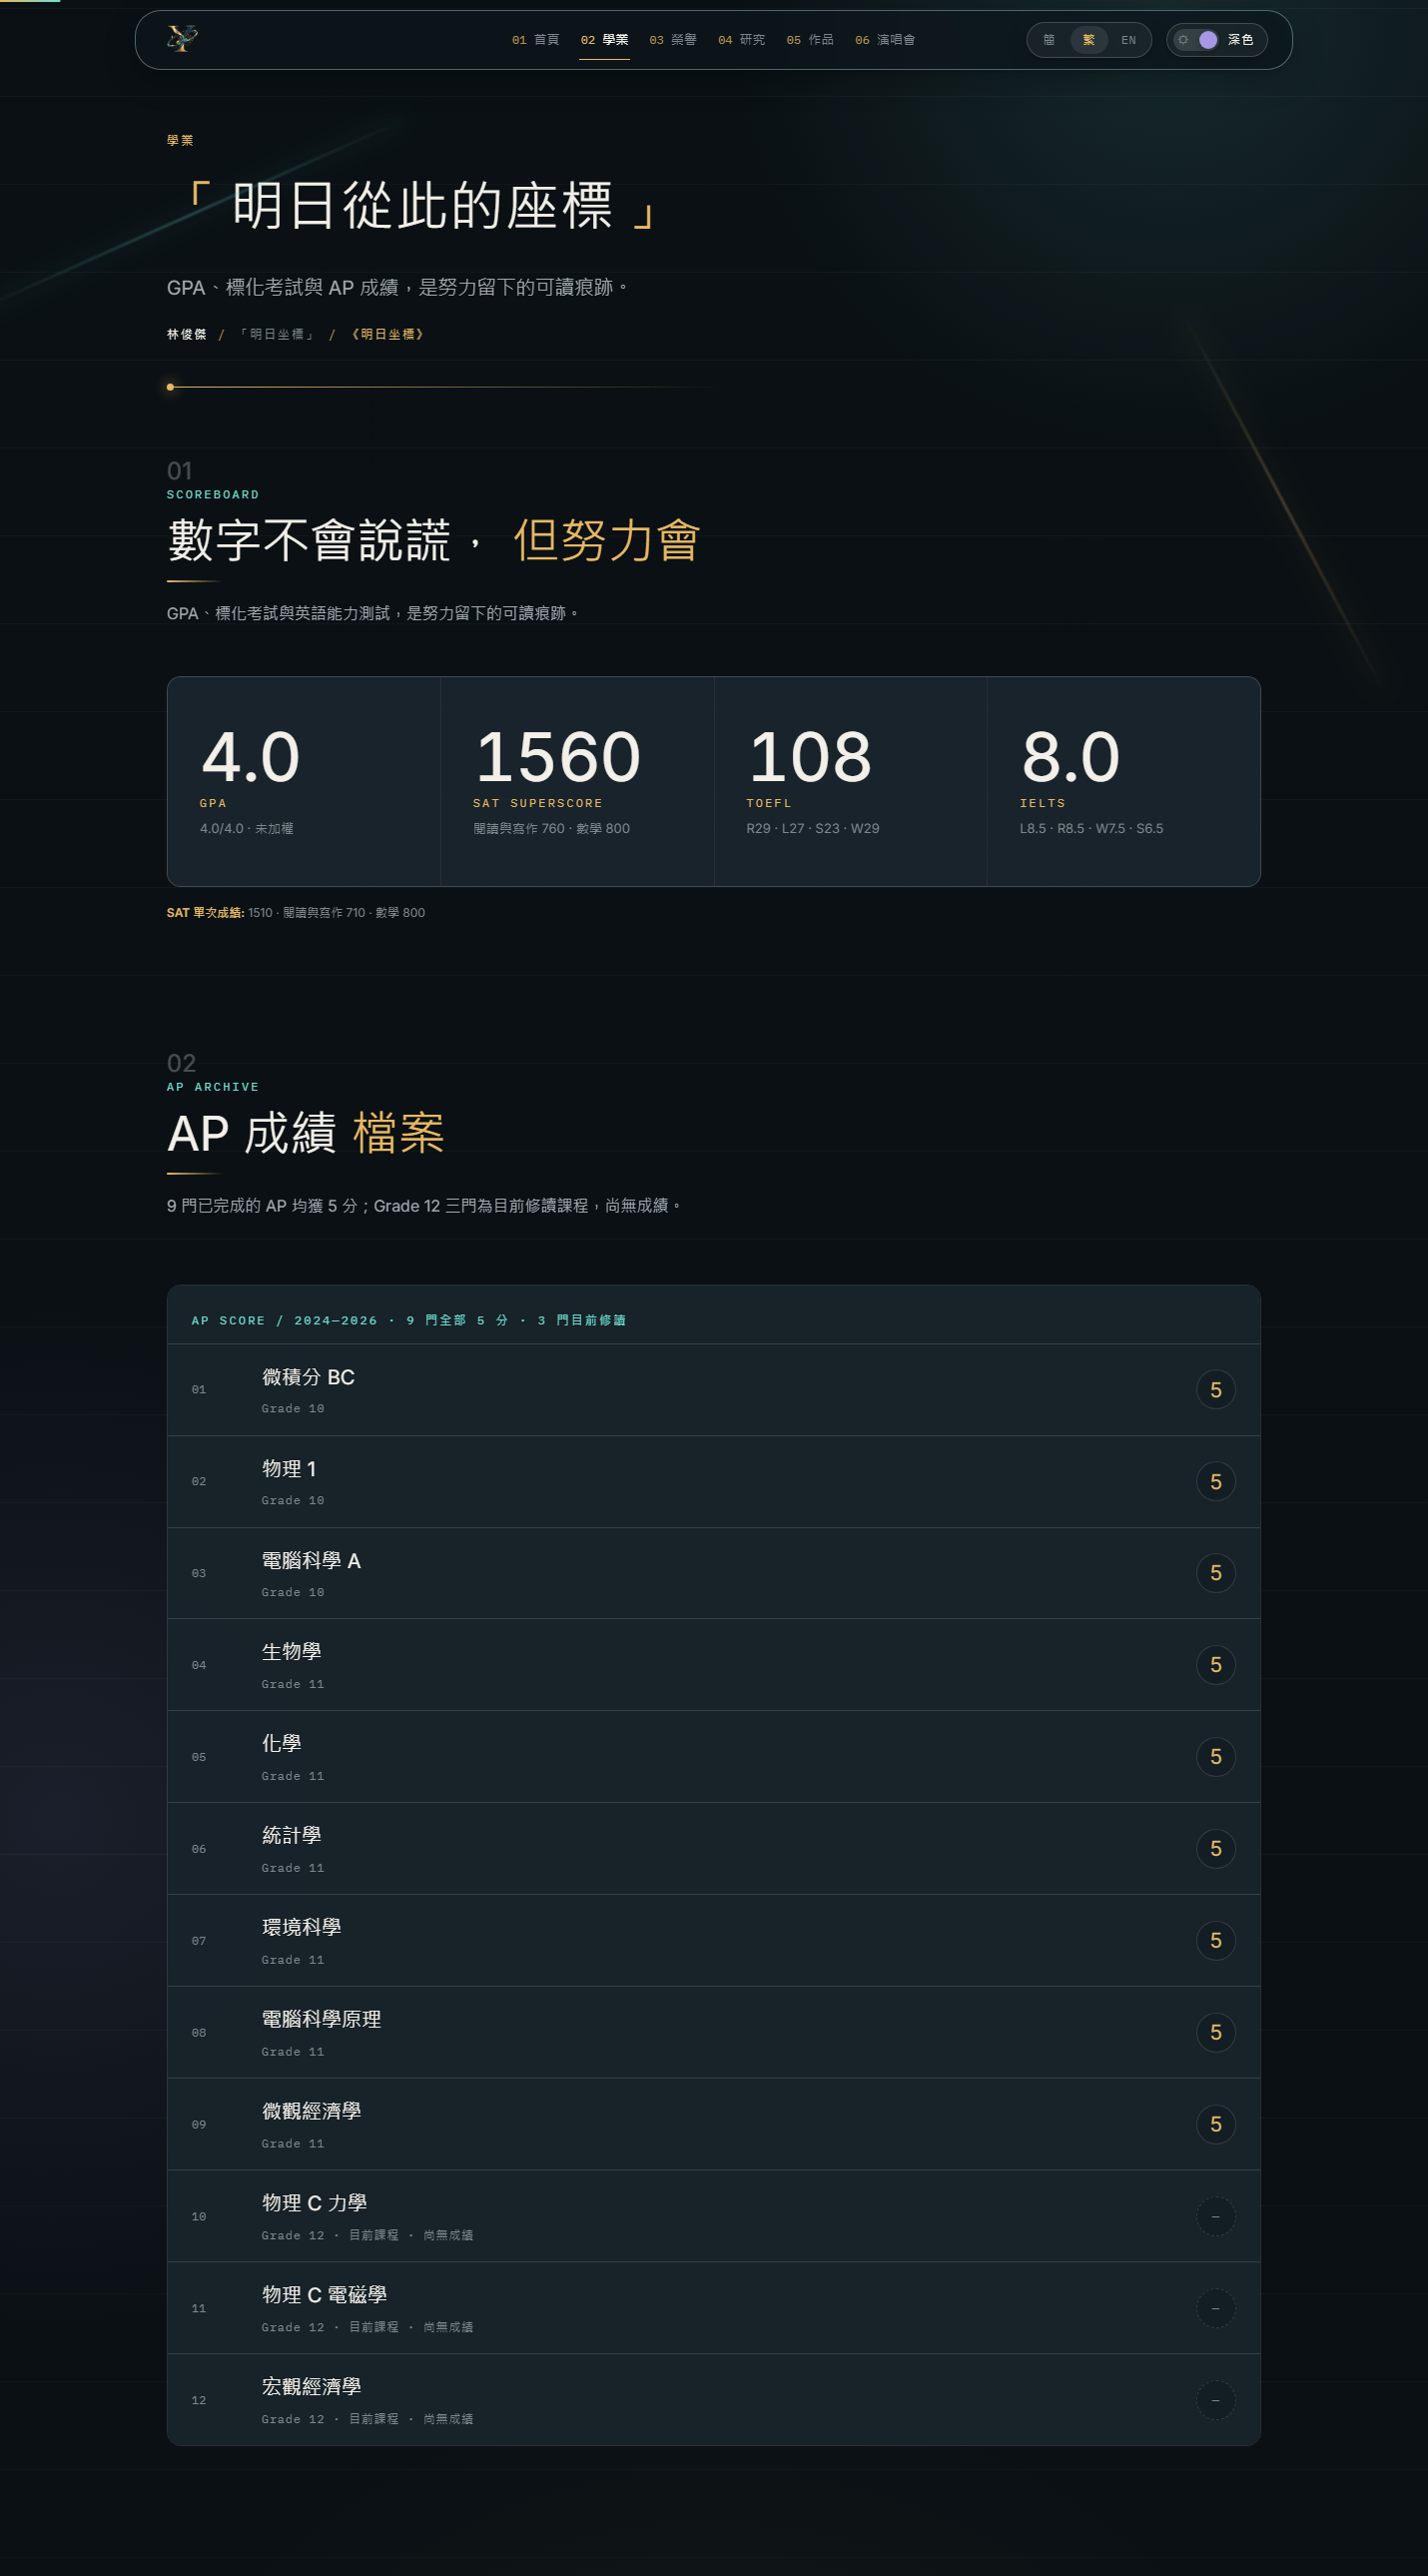 01 首頁 02 學業 03 榮譽 04 研究 05 作品 06 演唱會 簡 繁 EN 深色
學業
「 明日從此的座標 」
GPA、標化考試與 AP 成績，是努力留下的可讀痕跡。
林俊傑 / 「明日坐標」 / 《明日坐標》
01
SCOREBOARD
數字不會說謊， 但努力會
GPA、標化考試與英語能力測試，是努力留下的可讀痕跡。
4.0 1560 108 8.0
GPA SAT SUPERSCORE TOEFL IELTS
4.0/4.0 · 未加權 閱讀與寫作 760 · 數學 800 R29 · L27 · S23 · W29 L8.5 · R8.5 · W7.5 · S6.5
SAT 單次成績: 1510 · 閱讀與寫作 710 · 數學 800
02
AP ARCHIVE
AP 成績 檔案
9 門已完成的 AP 均獲 5 分；Grade 12 三門為目前修讀課程，尚無成績。
AP SCORE / 2024—2026 · 9 門全部 5 分 · 3 門目前修讀
01 微積分 BC 5
Grade 10
02 物理 1 5
Grade 10
03 電腦科學 A 5
Grade 10
04 生物學 5
Grade 11
05 化學 5
Grade 11
06 統計學 5
Grade 11
07 環境科學 5
Grade 11
08 電腦科學原理 5
Grade 11
09 微觀經濟學 5
Grade 11
10 物理 C 力學 —
Grade 12 · 目前課程 · 尚無成績
11 物理 C 電磁學 —
Grade 12 · 目前課程 · 尚無成績
12 宏觀經濟學 —
Grade 12 · 目前課程 · 尚無成績